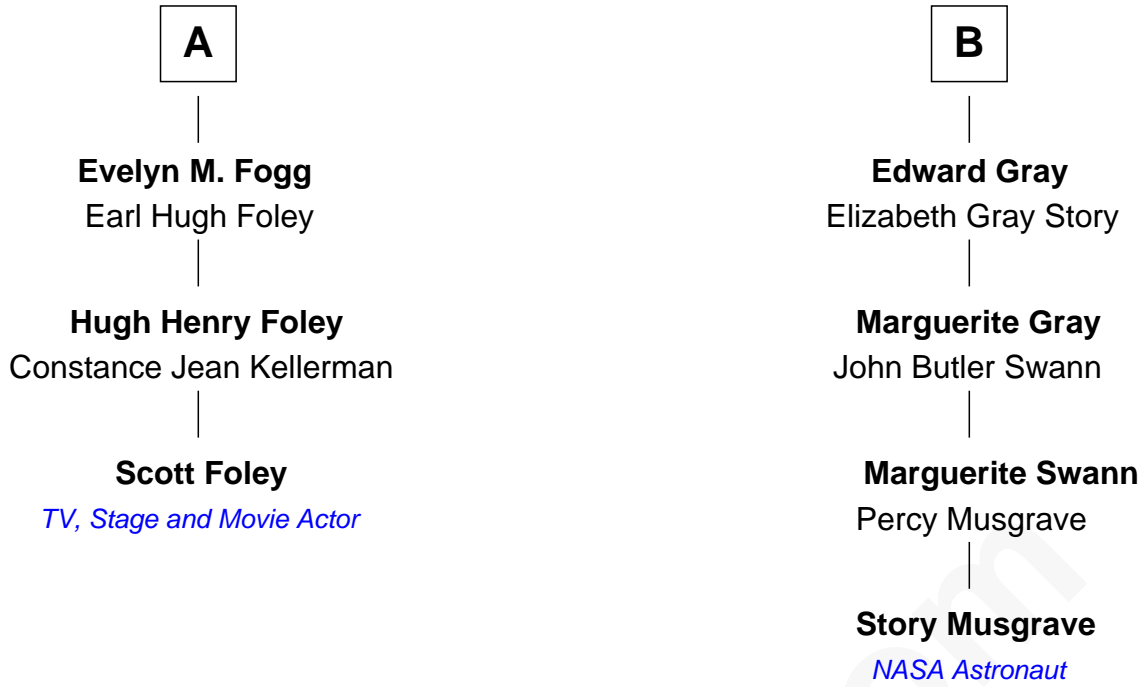 A
Evelyn M. Fogg
Earl Hugh Foley
Hugh Henry Foley
Constance Jean Kellerman
Scott Foley
TV, Stage and Movie Actor
B
Edward Gray
Elizabeth Gray Story
Marguerite Gray
John Butler Swann
Marguerite Swann
Percy Musgrave
Story Musgrave
NASA Astronaut